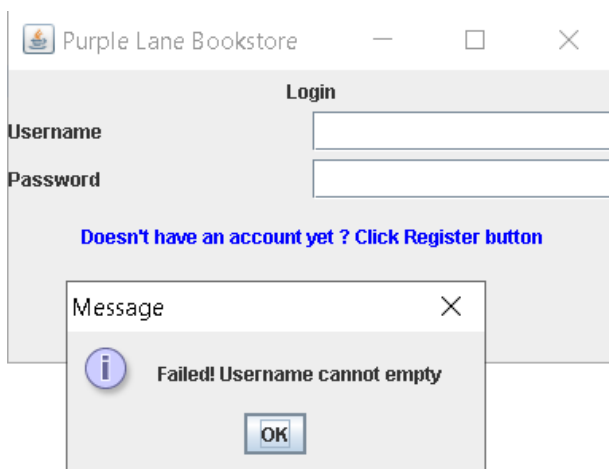 Purple Lane Bookstore
Login
Username
Password
Doesn't have an account yet ? Click Register button
Message
Failed! Username cannot empty
OK